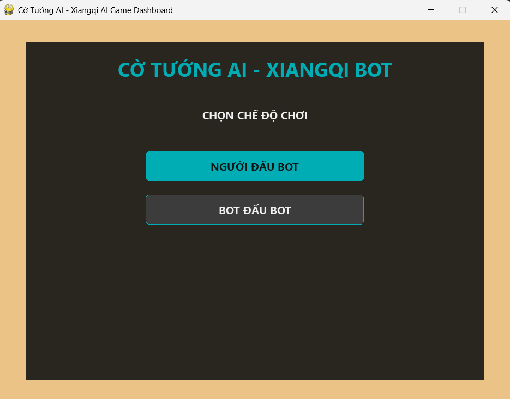 Cờ Tướng AI - Xiangqi AI Game Dashboard
CỜ TƯỚNG AI - XIANGQI BOT
CHỌN CHẾ ĐỘ CHƠI
NGƯỜI ĐẤU BOT
BOT ĐẤU BOT